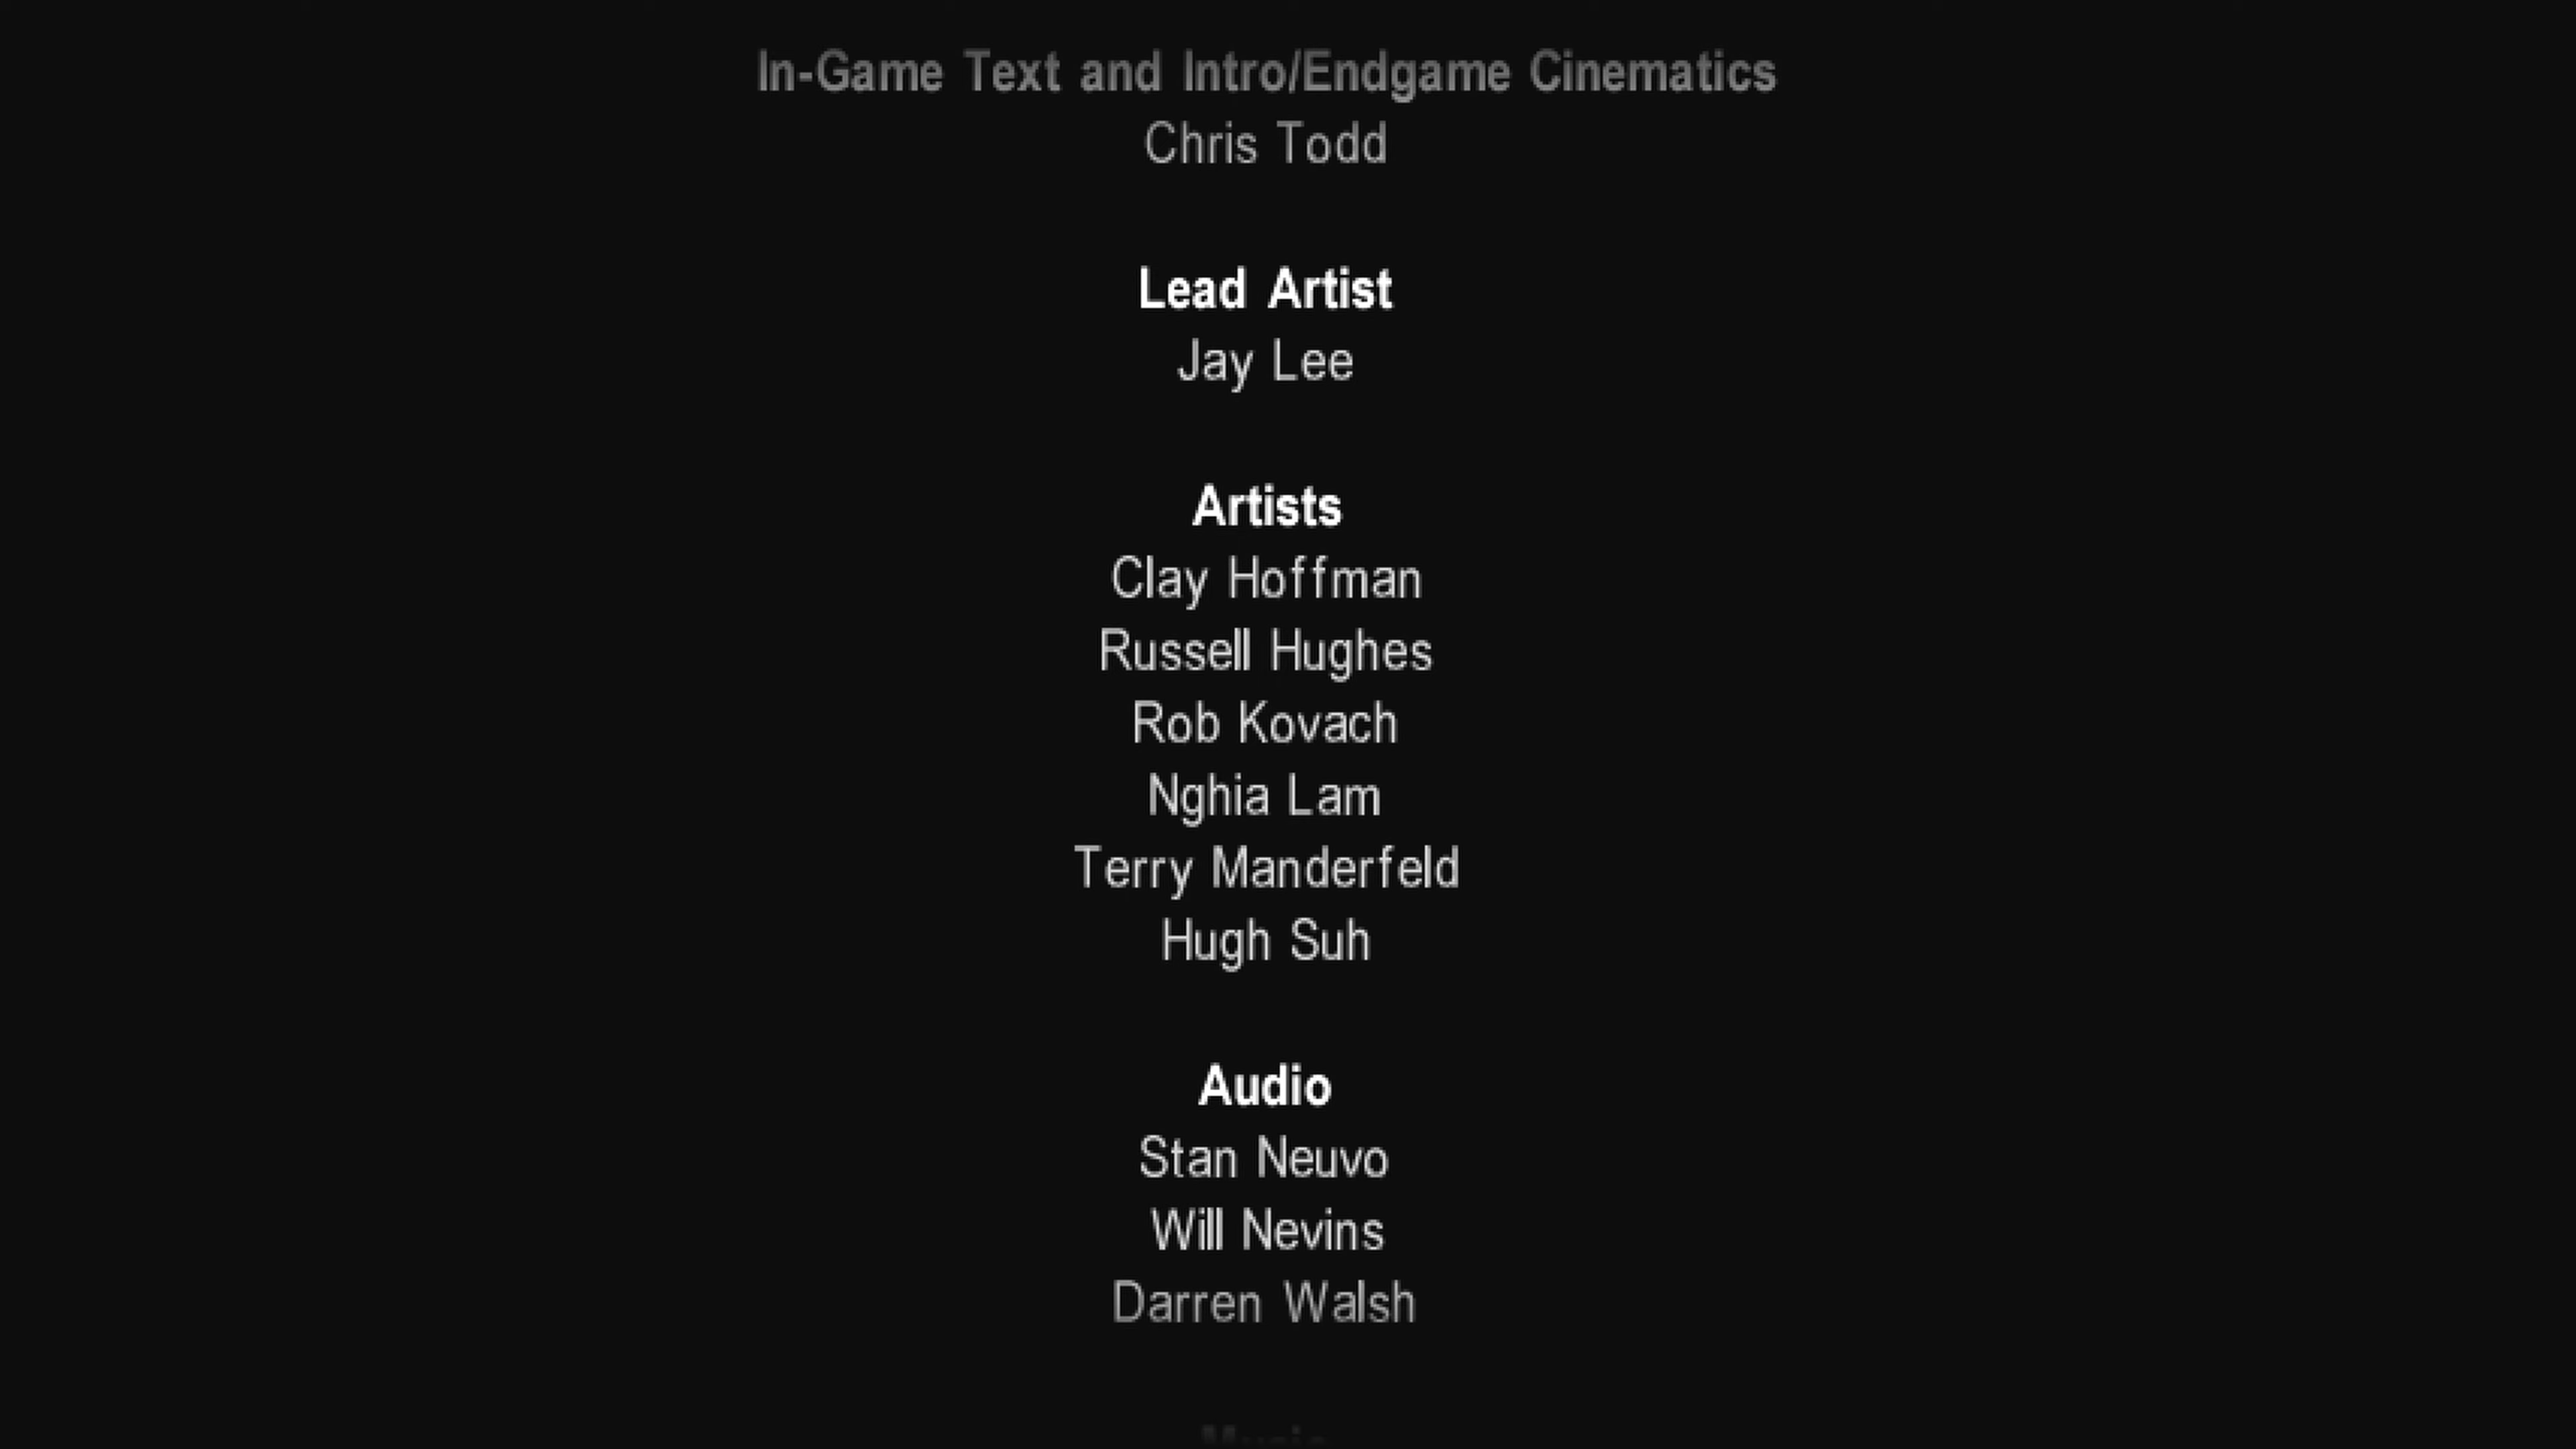 In-Game Text and Intro/Endgame Cinematics
Chris Todd
Lead Artist
Jay Lee
Artists
Clay Hoffman
Russell Hughes
Rob Kovach
Nghia Lam
Terry Manderfeld
Hugh Suh
Audio
Stan Neuvo
Will Nevins
Darren Walsh